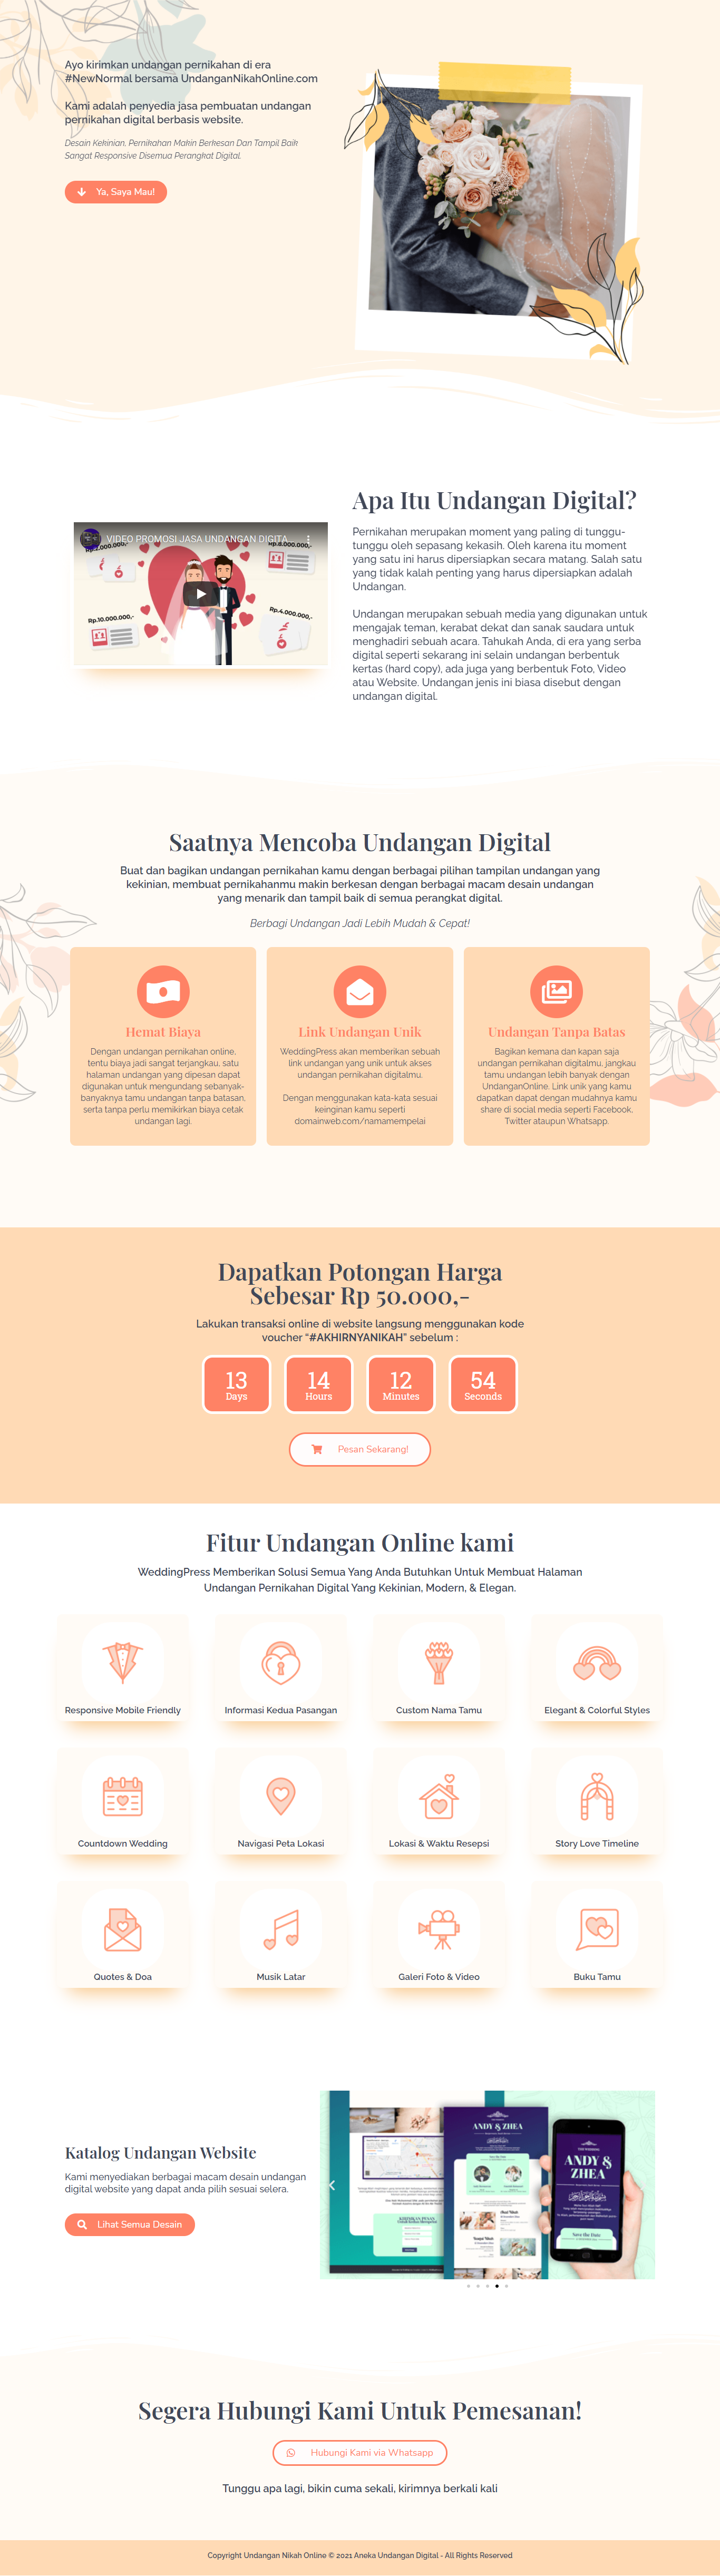 Ayo kirimkan undangan pernikahan di era
#NewNormal bersama UndanganNikahOnline.com
Kami adalah penyedia jasa pembuatan undangan
pernikahan digital berbasis website.
Desain Kekinian, Pernikahan Makin Berkesan Dan Tampil Baik
Sangat Responsive Disemua Perangkat Digital.
Ya, Saya Mau!
VIDEO PROMOSI JASA UNDANGAN DIGITA...
Rp.10.000.000,-
Rp.4.000.000,-
Apa Itu Undangan Digital?
Pernikahan merupakan moment yang paling di tunggu-
tunggu oleh sepasang kekasih. Oleh karena itu moment
yang satu ini harus dipersiapkan secara matang. Salah satu
yang tidak kalah penting yang harus dipersiapkan adalah
Undangan.
Undangan merupakan sebuah media yang digunakan untuk
mengajak teman, kerabat dekat dan sanak saudara untuk
menghadiri sebuah acara. Tahukah Anda, di era yang serba
digital seperti sekarang ini selain undangan berbentuk
kertas (hard copy), ada juga yang berbentuk Foto, Video
atau Website. Undangan jenis ini biasa disebut dengan
undangan digital.
Saatnya Mencoba Undangan Digital
Buat dan bagikan undangan pernikahan kamu dengan berbagai pilihan tampilan undangan yang
kekinian, membuat pernikahanmu makin berkesan dengan berbagai macam desain undangan
yang menarik dan tampil baik di semua perangkat digital.
Berbagi Undangan Jadi Lebih Mudah & Cepat!
Hemat Biaya
Dengan undangan pernikahan online,
tentu biaya jadi sangat terjangkau, satu
halaman undangan yang dipesan dapat
digunakan untuk mengundang sebanyak-
banyaknya tamu undangan tanpa batasan,
serta tanpa perlu memikirkan biaya cetak
undangan lagi.
Link Undangan Unik
WeddingPress akan memberikan sebuah
link undangan yang unik untuk akses
undangan pernikahan digitalmu.
Dengan menggunakan kata-kata sesuai
keinginan kamu seperti
domainweb.com/namamempelai
Undangan Tanpa Batas
Bagikan kemana dan kapan saja
undangan pernikahan digitalmu, jangkau
tamu undangan lebih banyak dengan
UndanganOnline. Link unik yang kamu
dapatkan dapat dengan mudahnya kamu
share di social media seperti Facebook,
Twitter ataupun Whatsapp.
Dapatkan Potongan Harga
Sebesar Rp 50.000,-
Lakukan transaksi online di website langsung menggunakan kode
voucher “#AKHIRNYANIKAH” sebelum :
13 14 12 54
Days Hours Minutes Seconds
Pesan Sekarang!
Fitur Undangan Online kami
WeddingPress Memberikan Solusi Semua Yang Anda Butuhkan Untuk Membuat Halaman
Undangan Pernikahan Digital Yang Kekinian, Modern, & Elegan.
Responsive Mobile Friendly
Informasi Kedua Pasangan
Custom Nama Tamu
Elegant & Colorful Styles
Countdown Wedding
Navigasi Peta Lokasi
Lokasi & Waktu Resepsi
Story Love Timeline
Quotes & Doa
Musik Latar
Galeri Foto & Video
Buku Tamu
Katalog Undangan Website
Kami menyediakan berbagai macam desain undangan
digital website yang dapat anda pilih sesuai selera.
Lihat Semua Desain
ANDY & ZHEA
ANDY &
ZHEA
Save the Date
Segera Hubungi Kami Untuk Pemesanan!
Hubungi Kami via Whatsapp
Tunggu apa lagi, bikin cuma sekali, kirimnya berkali kali
Copyright Undangan Nikah Online © 2021 Aneka Undangan Digital - All Rights Reserved